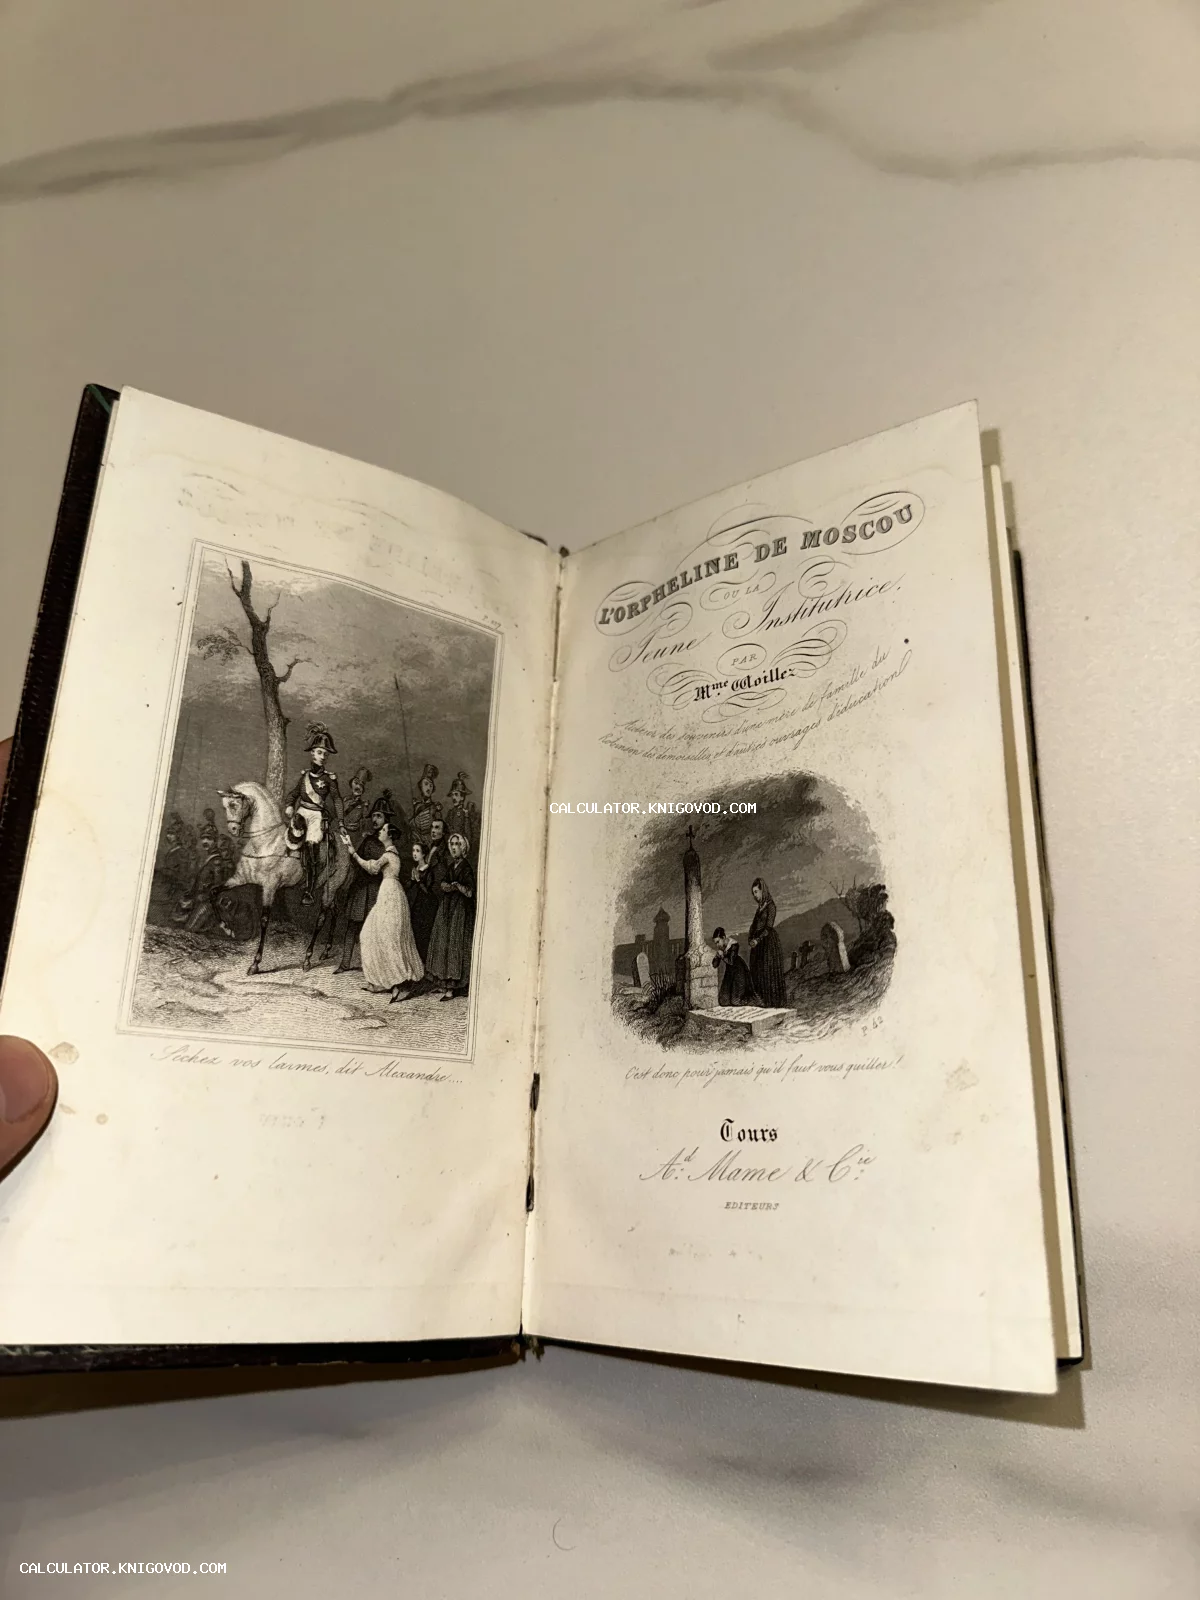 P. 107
Séchez vos larmes, dit Alexandre....
L'ORPHELINE DE MOSCOU
OU LA
Jeune Institutrice.
PAR
Mme. Woillez
Auteur des souvenirs d'une mère de famille du
Robinson des demoiselles, et d'autres ouvrages d'éducation
CALCULATOR.KNIGOVOD.COM
P. 42
C'est donc pour jamais qu'il faut vous quitter!
Tours
Ad. Mame & Cie.
EDITEURS
CALCULATOR.KNIGOVOD.COM